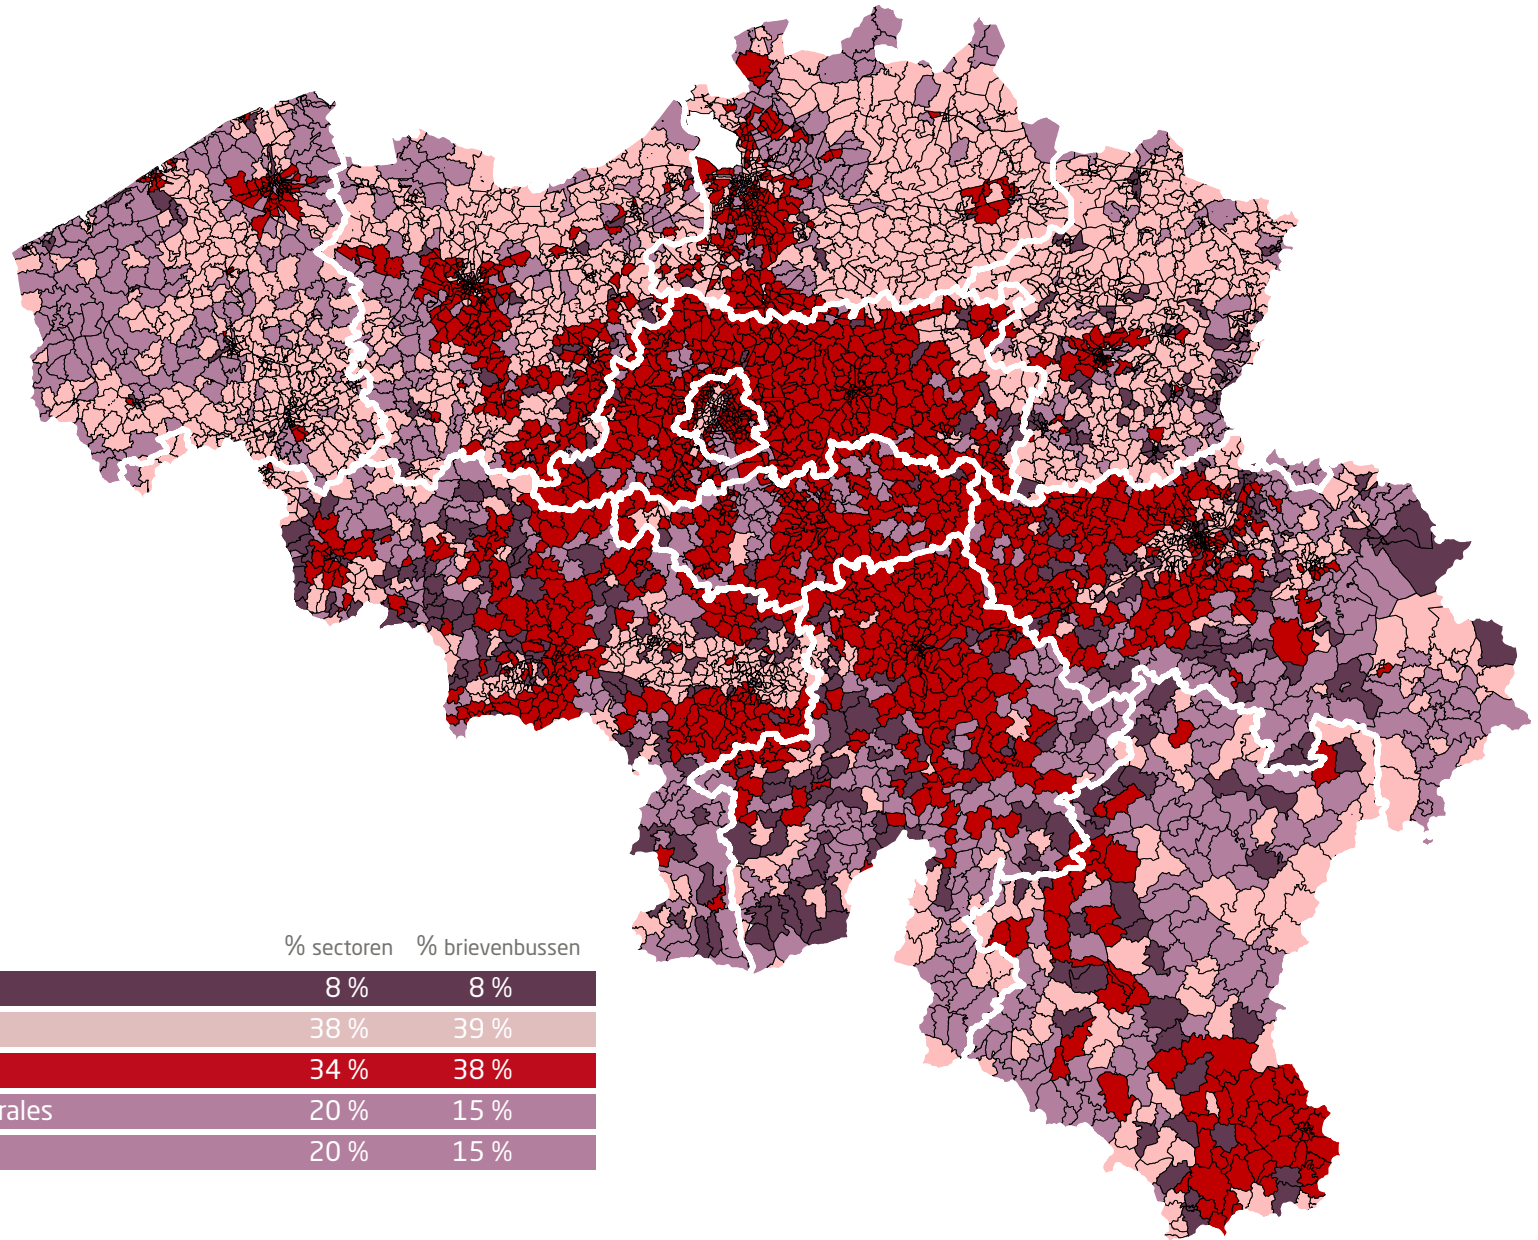 % sectoren % brievenbussen
8 % 8 %
38 % 39 %
34 % 38 %
rales 20 % 15 %
20 % 15 %